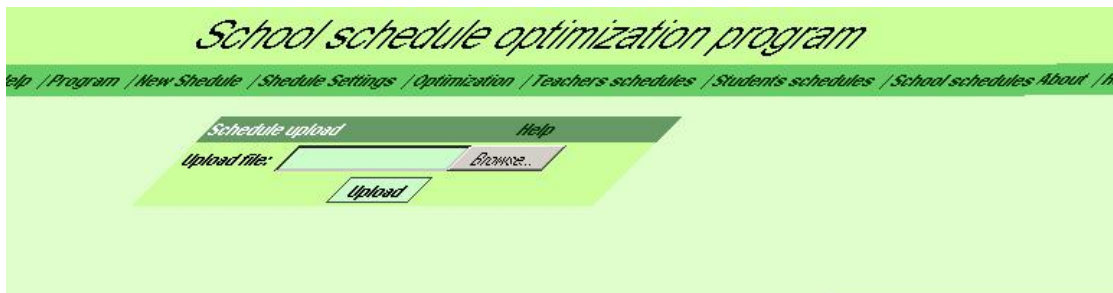 School schedule optimization program
elp /Program /New Shedule /Shedule Settings /Optimization /Teachers schedules /Students schedules /School schedules About /
Schedule upload Help
Upload file: Browse...
Upload